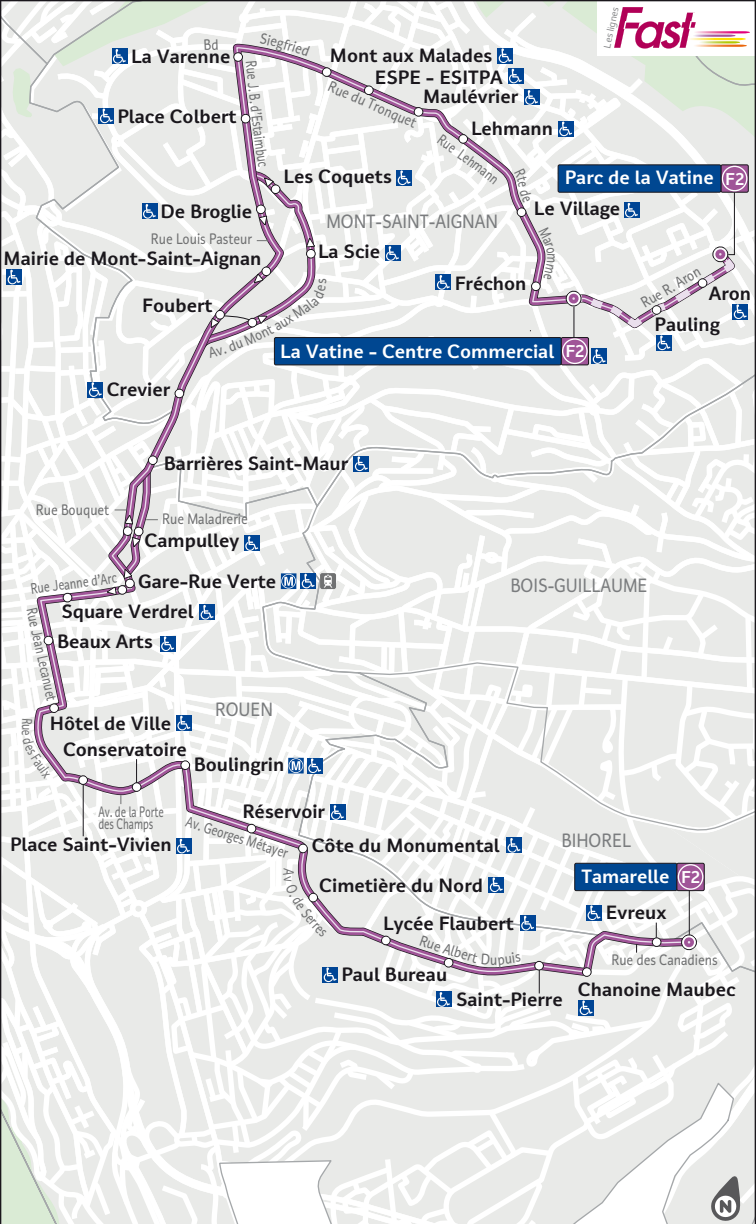 Les lignes
Fast
Bd
Siegfried
La Varenne
Mont aux Malades
ESPE - ESITPA
Rue du Tronquet
Maulévrier
Rue J. B. d'Estaimbuc
Place Colbert
Lehmann
Rue Lehmann
Les Coquets
Rte de
Maromme
Parc de la Vatine F2
De Broglie
Le Village
MONT-SAINT-AIGNAN
Rue Louis Pasteur
Mairie de Mont-Saint-Aignan
La Scie
Fréchon
Rue R. Aron
Aron
Foubert
Pauling
Av. du Mont aux Malades
La Vatine - Centre Commercial F2
Crevier
Barrières Saint-Maur
Rue Bouquet
Rue Maladrerie
Campulley
Rue Jeanne d'Arc
Gare-Rue Verte M
BOIS-GUILLAUME
Square Verdrel
Rue Jean Lecanuet
Beaux Arts
ROUEN
Hôtel de Ville
Rue des Faulx
Conservatoire
Boulingrin M
Av. de la Porte
des Champs
Réservoir
Av. Georges Métayer
Place Saint-Vivien
Côte du Monumental
BIHOREL
Av O. de Serres
Cimetière du Nord
Tamarelle F2
Lycée Flaubert
Evreux
Rue Albert Dupuis
Rue des Canadiens
Paul Bureau
Saint-Pierre
Chanoine Maubec
N